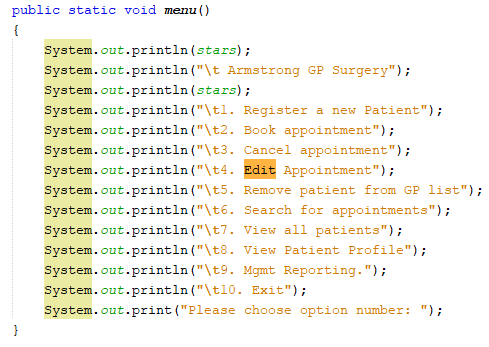 public static void menu()
{
System.out.println(stars);
System.out.println("\t Armstrong GP Surgery");
System.out.println(stars);
System.out.println("\t1. Register a new Patient");
System.out.println("\t2. Book appointment");
System.out.println("\t3. Cancel appointment");
System.out.println("\t4. Edit Appointment");
System.out.println("\t5. Remove patient from GP list");
System.out.println("\t6. Search for appointments");
System.out.println("\t7. View all patients");
System.out.println("\t8. View Patient Profile");
System.out.println("\t9. Mgmt Reporting.");
System.out.println("\t10. Exit");
System.out.print("Please choose option number: ");
}